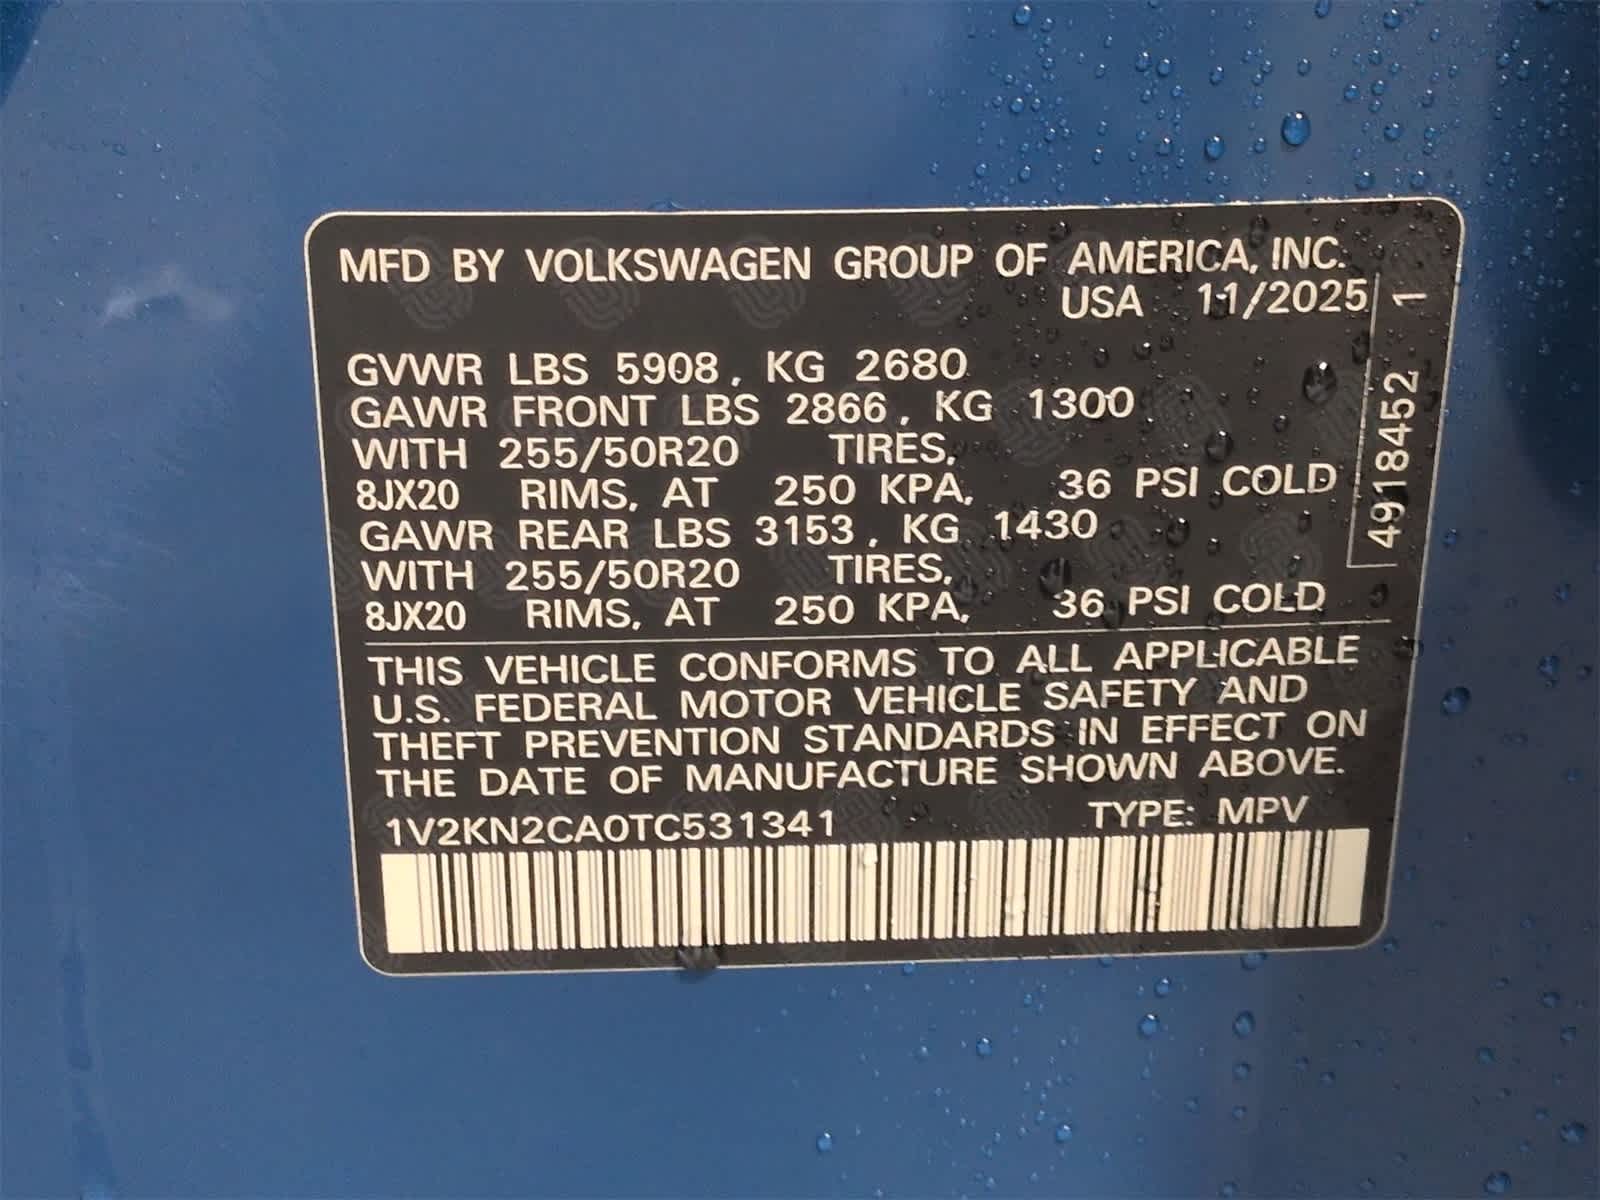 MFD BY VOLKSWAGEN GROUP OF AMERICA, INC.
USA 11/2025
GVWR LBS 5908, KG 2680
GAWR FRONT LBS 2866, KG 1300
WITH 255/50R20 TIRES,
8JX20 RIMS, AT 250 KPA, 36 PSI COLD
GAWR REAR LBS 3153, KG 1430
WITH 255/50R20 TIRES,
8JX20 RIMS, AT 250 KPA, 36 PSI COLD
THIS VEHICLE CONFORMS TO ALL APPLICABLE
U.S. FEDERAL MOTOR VEHICLE SAFETY AND
THEFT PREVENTION STANDARDS IN EFFECT ON
THE DATE OF MANUFACTURE SHOWN ABOVE.
1V2KN2CA0TC531341 TYPE: MPV
4918452 1